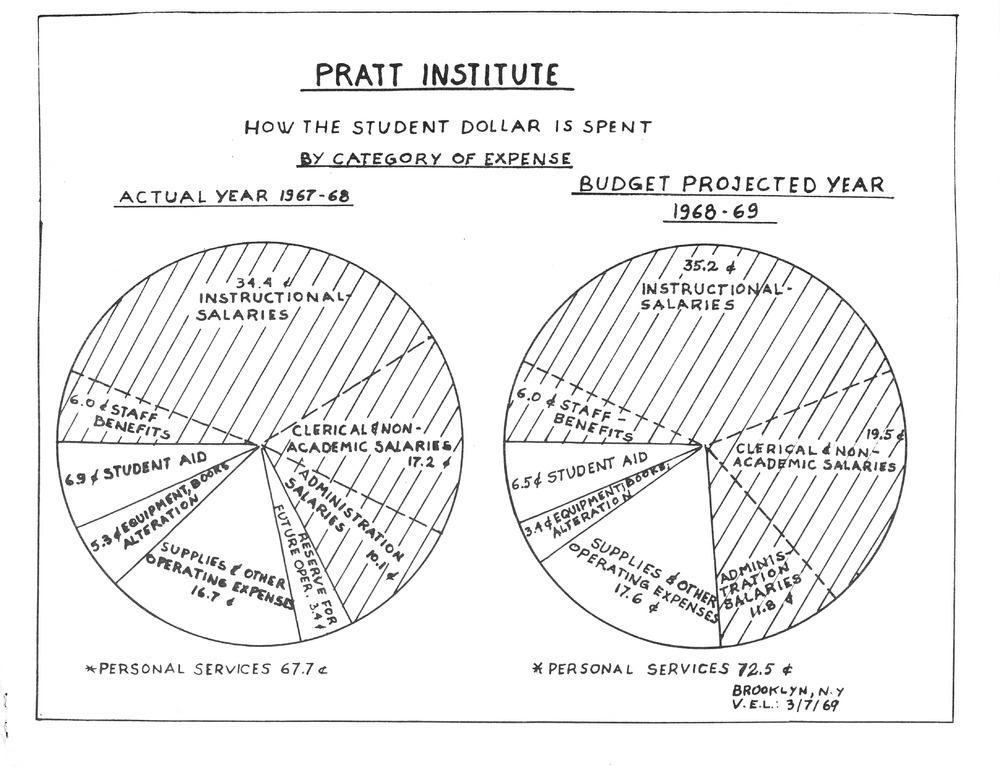 PRATT INSTITUTE
HOW THE STUDENT DOLLAR IS SPENT
BY CATEGORY OF EXPENSE
ACTUAL YEAR 1967-68
34.4 ¢
INSTRUCTIONAL-
SALARIES
6.0 ¢ STAFF
BENEFITS
CLERICAL & NON-
ACADEMIC SALARIES
17.2 ¢
6.9 ¢ STUDENT AID
5.3 ¢ EQUIPMENT, BOOKS
ALTERATION
ADMINISTRATION
SALARIES
10.1 ¢
SUPPLIES & OTHER
OPERATING EXPENSES
16.7 ¢
RESERVE FOR
FUTURE OPER. 3.4 ¢
*PERSONAL SERVICES 67.7 ¢
BUDGET PROJECTED YEAR
1968-69
35.2 ¢
INSTRUCTIONAL-
SALARIES
6.0 ¢ STAFF-
BENEFITS
19.5 ¢
CLERICAL & NON-
ACADEMIC SALARIES
6.5 ¢ STUDENT AID
3.4 ¢ EQUIPMENT, BOOKS,
ALTERATION
SUPPLIES & OTHER
OPERATING EXPENSES
17.6 ¢
ADMINIS-
TRATION
SALARIES
11.8 ¢
* PERSONAL SERVICES 72.5 ¢
BROOKLYN, N.Y
V.E.L.: 3/7/69